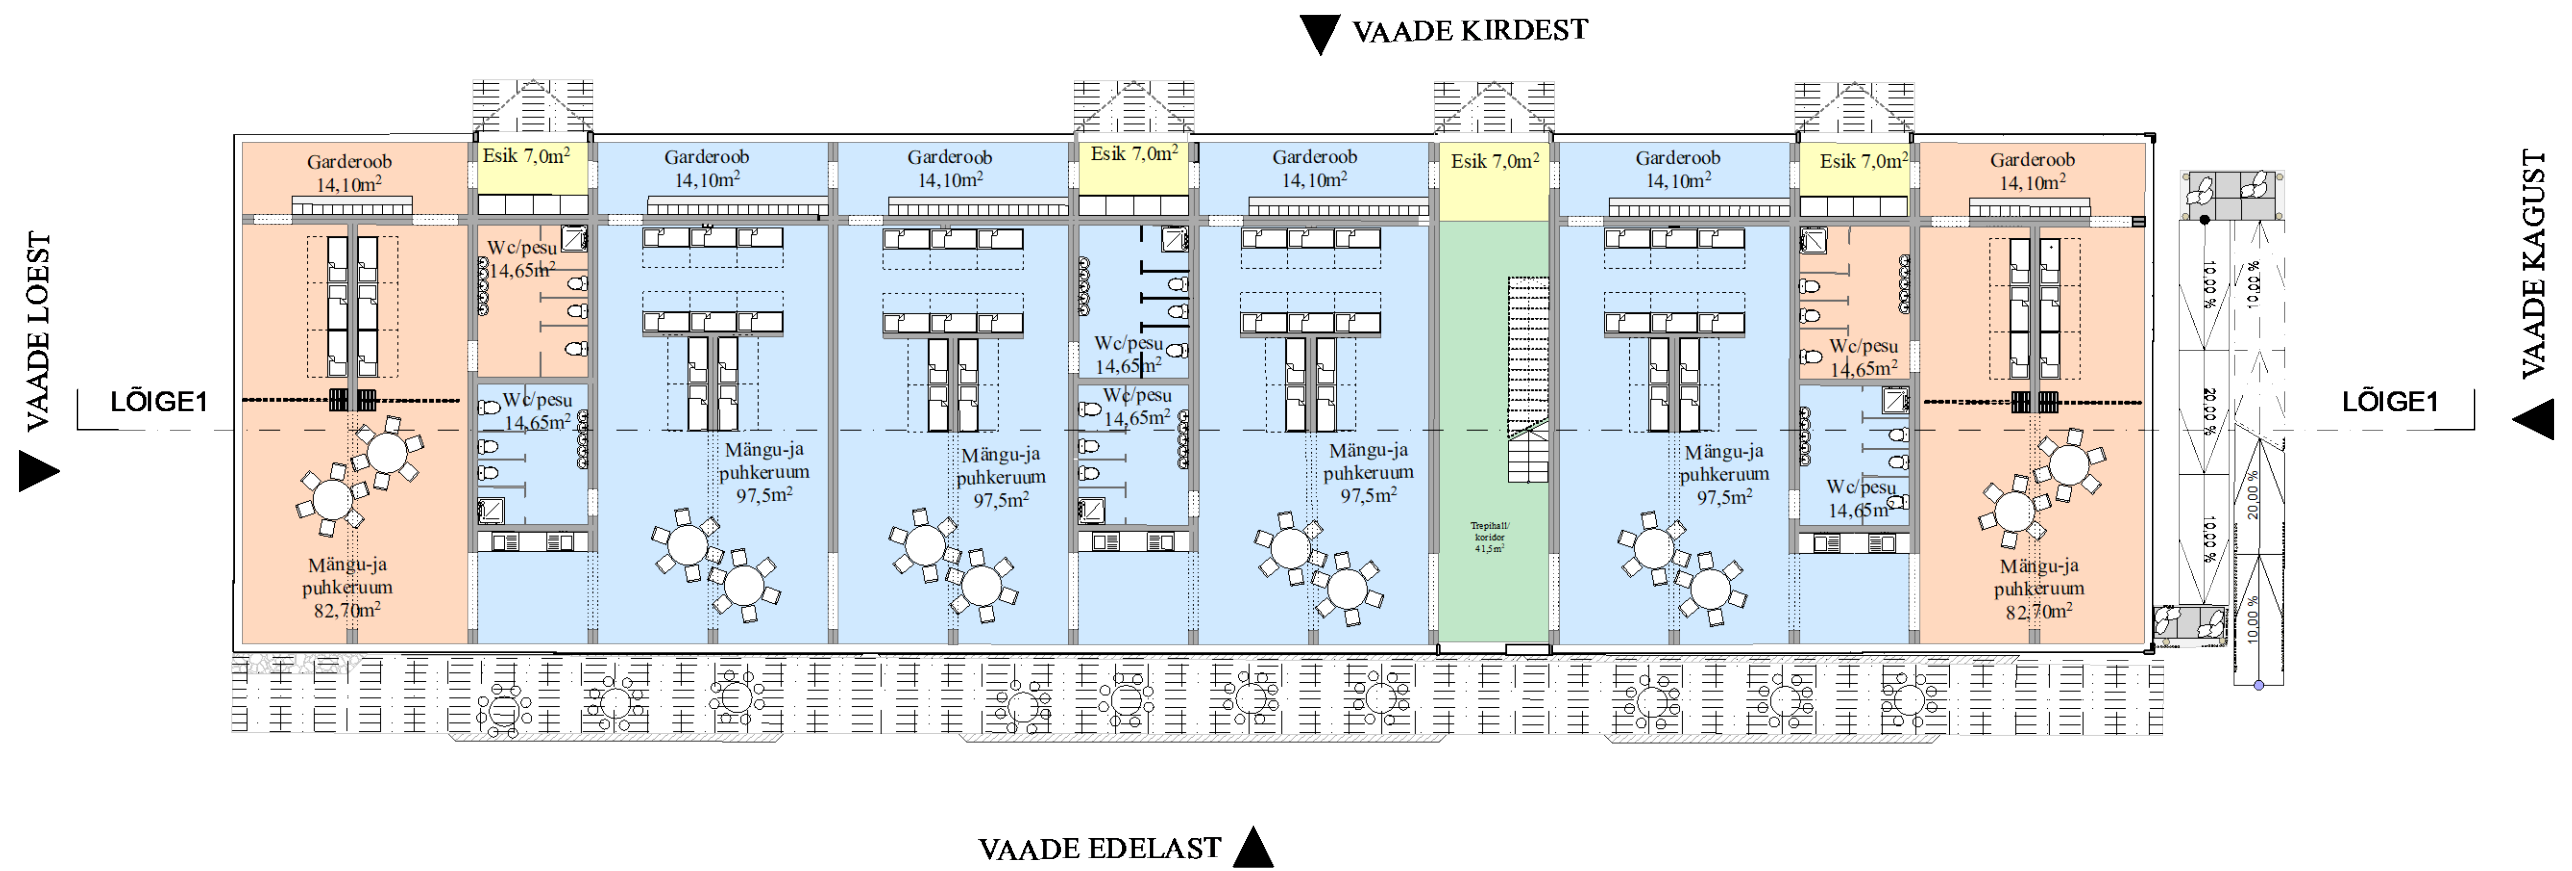 VAADE KIRDEST
VAADE LOEST
VAADE KAGUST
LÕIGE1
LÕIGE1
Garderoob
14,10m²
Esik 7,0m²
Garderoob
14,10m²
Garderoob
14,10m²
Esik 7,0m²
Garderoob
14,10m²
Esik 7,0m²
Garderoob
14,10m²
Esik 7,0m²
Garderoob
14,10m²
Wc/pesu
14,65m²
Wc/pesu
14,65m²
Wc/pesu
14,65m²
Wc/pesu
14,65m²
Wc/pesu
14,65m²
Wc/pesu
14,65m²
Mängu-ja
puhkeruum
82,70m²
Mängu-ja
puhkeruum
97,5m²
Mängu-ja
puhkeruum
97,5m²
Mängu-ja
puhkeruum
97,5m²
Trepihall/
koridor
41,5m²
Mängu-ja
puhkeruum
97,5m²
Mängu-ja
puhkeruum
82,70m²
10,00 %
20,00 %
10,00 %
10,00 %
20,00 %
10,00 %
VAADE EDELAST